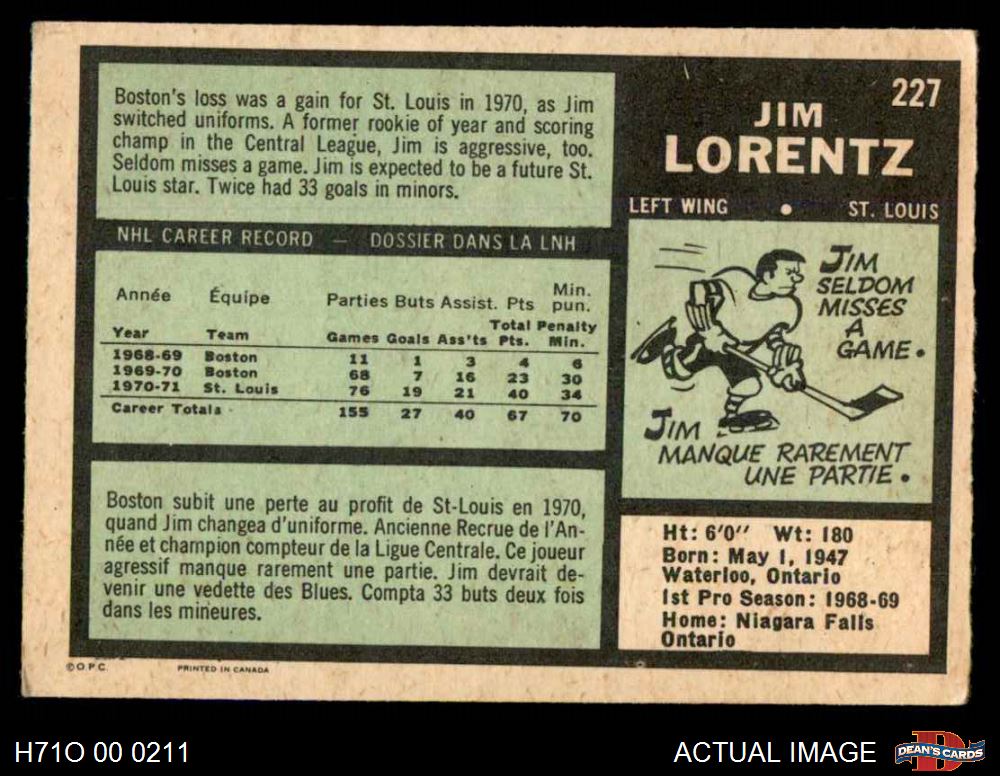 227
JIM
LORENTZ
LEFT WING • ST. LOUIS
Boston's loss was a gain for St. Louis in 1970, as Jim
switched uniforms. A former rookie of year and scoring
champ in the Central League, Jim is aggressive, too.
Seldom misses a game. Jim is expected to be a future St.
Louis star. Twice had 33 goals in minors.
NHL CAREER RECORD — DOSSIER DANS LA LNH
Année Équipe Parties Buts Assist. Pts Min. pun.
Year Team Games Goals Ass'ts Total Pts. Penalty Min.
1968-69 Boston 11 1 3 4 6
1969-70 Boston 68 7 16 23 30
1970-71 St. Louis 76 19 21 40 34
Career Totals 155 27 40 67 70
Boston subit une perte au profit de St-Louis en 1970,
quand Jim changea d'uniforme. Ancienne Recrue de l'An-
née et champion compteur de la Ligue Centrale. Ce joueur
agressif manque rarement une partie. Jim devrait de-
venir une vedette des Blues. Compta 33 buts deux fois
dans les mineures.
JIM
SELDOM
MISSES
A
GAME.
JIM
MANQUE RAREMENT
UNE PARTIE.
Ht: 6'0'' Wt: 180
Born: May 1, 1947
Waterloo, Ontario
1st Pro Season: 1968-69
Home: Niagara Falls
Ontario
© O.P.C. PRINTED IN CANADA
H71O 00 0211
ACTUAL IMAGE
DEAN'S CARDS